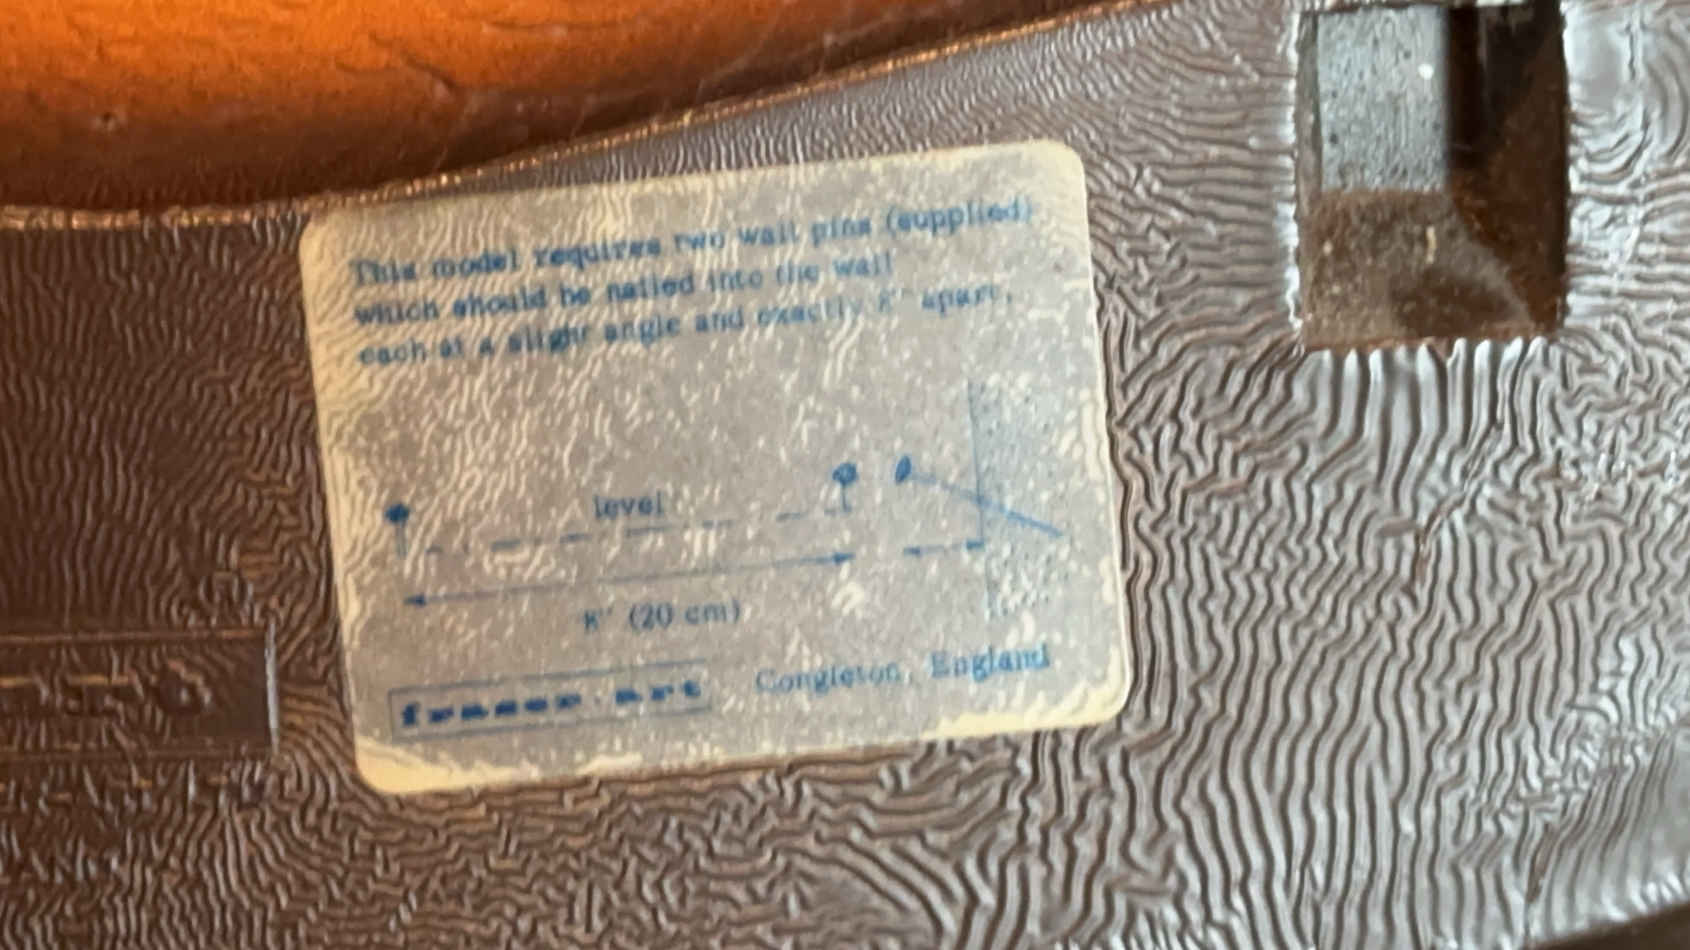 This model requires two wall pins (supplied)
which should be nailed into the wall
each at a slight angle and exactly 8" apart.
level
8" (20 cm)
fraser-art Congleton, England